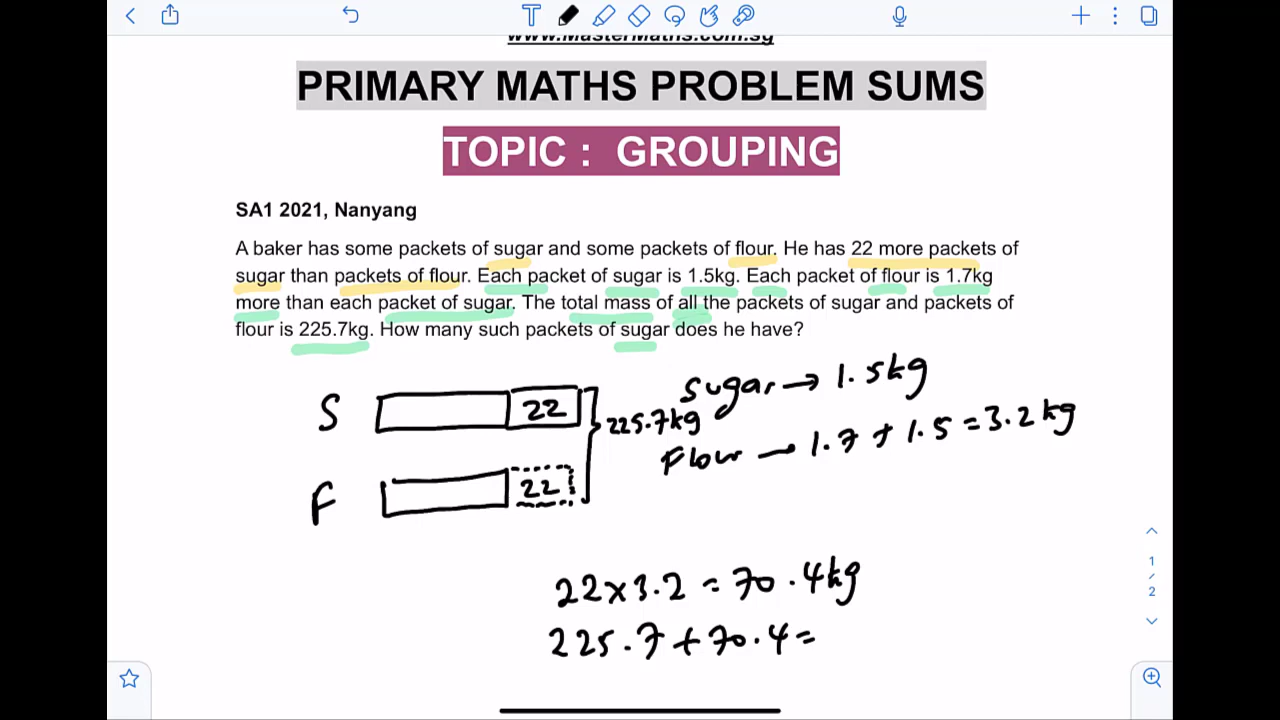 www.MasterMaths.com.sg
PRIMARY MATHS PROBLEM SUMS
TOPIC : GROUPING
SA1 2021, Nanyang
A baker has some packets of sugar and some packets of flour. He has 22 more packets of
sugar than packets of flour. Each packet of sugar is 1.5kg. Each packet of flour is 1.7kg
more than each packet of sugar. The total mass of all the packets of sugar and packets of
flour is 225.7kg. How many such packets of sugar does he have?
S 22
225.7kg
F 22
Sugar → 1.5kg
Flour → 1.7 + 1.5 = 3.2kg
22 x 3.2 = 70.4kg
225.7 + 70.4 =
1
/
2